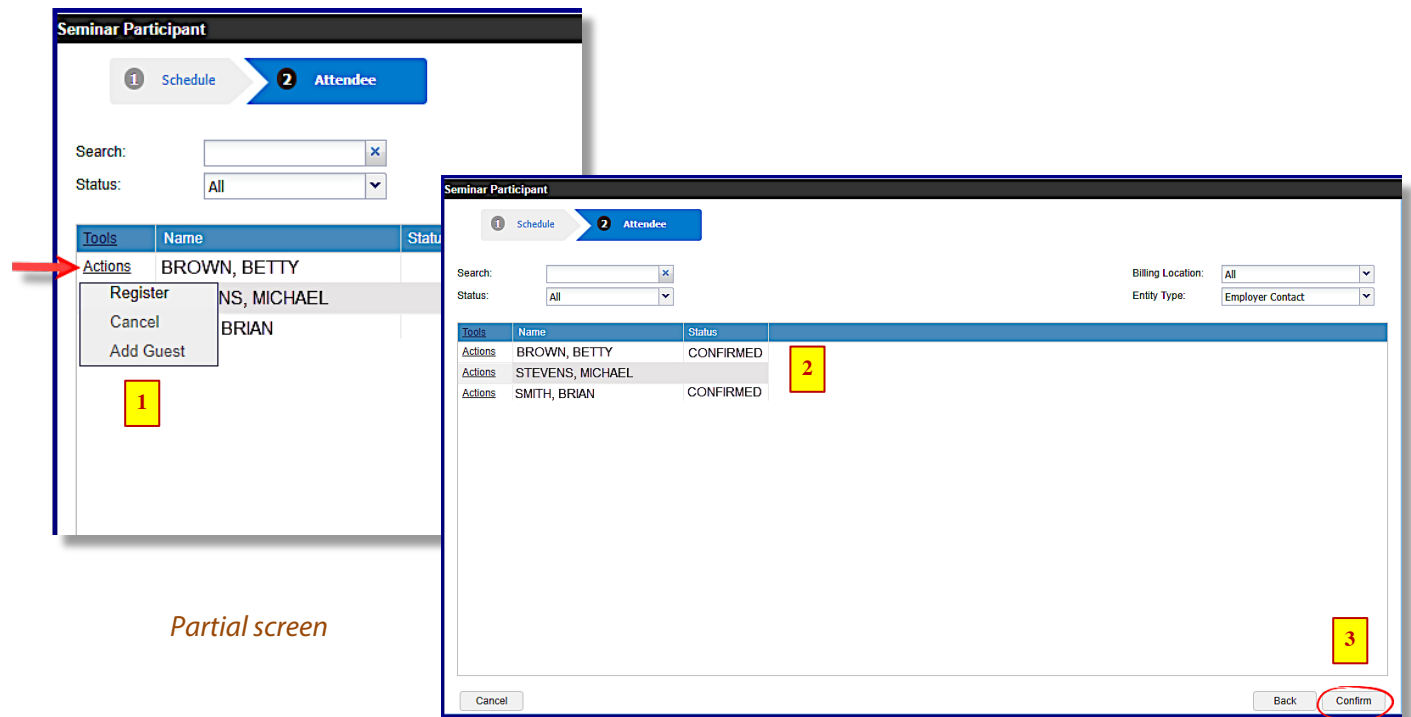 Seminar Participant
1 Schedule 2 Attendee
Search:
Status: All
Tools Name Statu
Actions BROWN, BETTY
Register NS, MICHAEL
Cancel BRIAN
Add Guest
1
Partial screen
Seminar Participant
1 Schedule 2 Attendee
Search: Billing Location: All
Status: All Entity Type: Employer Contact
Tools Name Status
Actions BROWN, BETTY CONFIRMED
Actions STEVENS, MICHAEL
Actions SMITH, BRIAN CONFIRMED
2
3
Cancel Back Confirm